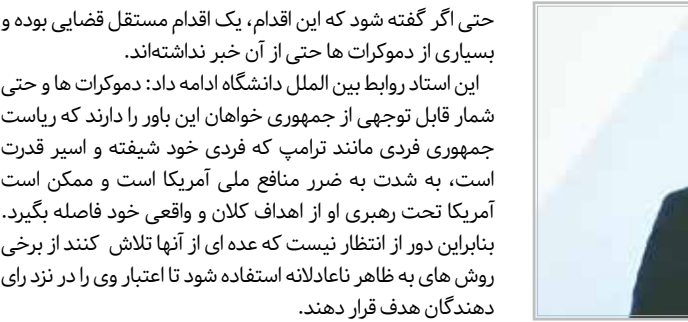 حتی اگر گفته شود که این اقدام، یک اقدام مستقل قضایی بوده و
بسیاری از دموکرات ها حتی از آن خبر نداشته‌اند.
این استاد روابط بین الملل دانشگاه ادامه داد: دموکرات ها و حتی
شمار قابل توجهی از جمهوری خواهان این باور را دارند که ریاست
جمهوری فردی مانند ترامپ که فردی خود شیفته و اسیر قدرت
است، به شدت به ضرر منافع ملی آمریکا است و ممکن است
آمریکا تحت رهبری او از اهداف کلان و واقعی خود فاصله بگیرد.
بنابراین دور از انتظار نیست که عده ای از آنها تلاش کنند از برخی
روش های به ظاهر ناعادلانه استفاده شود تا اعتبار وی را در نزد رای
دهندگان هدف قرار دهند.